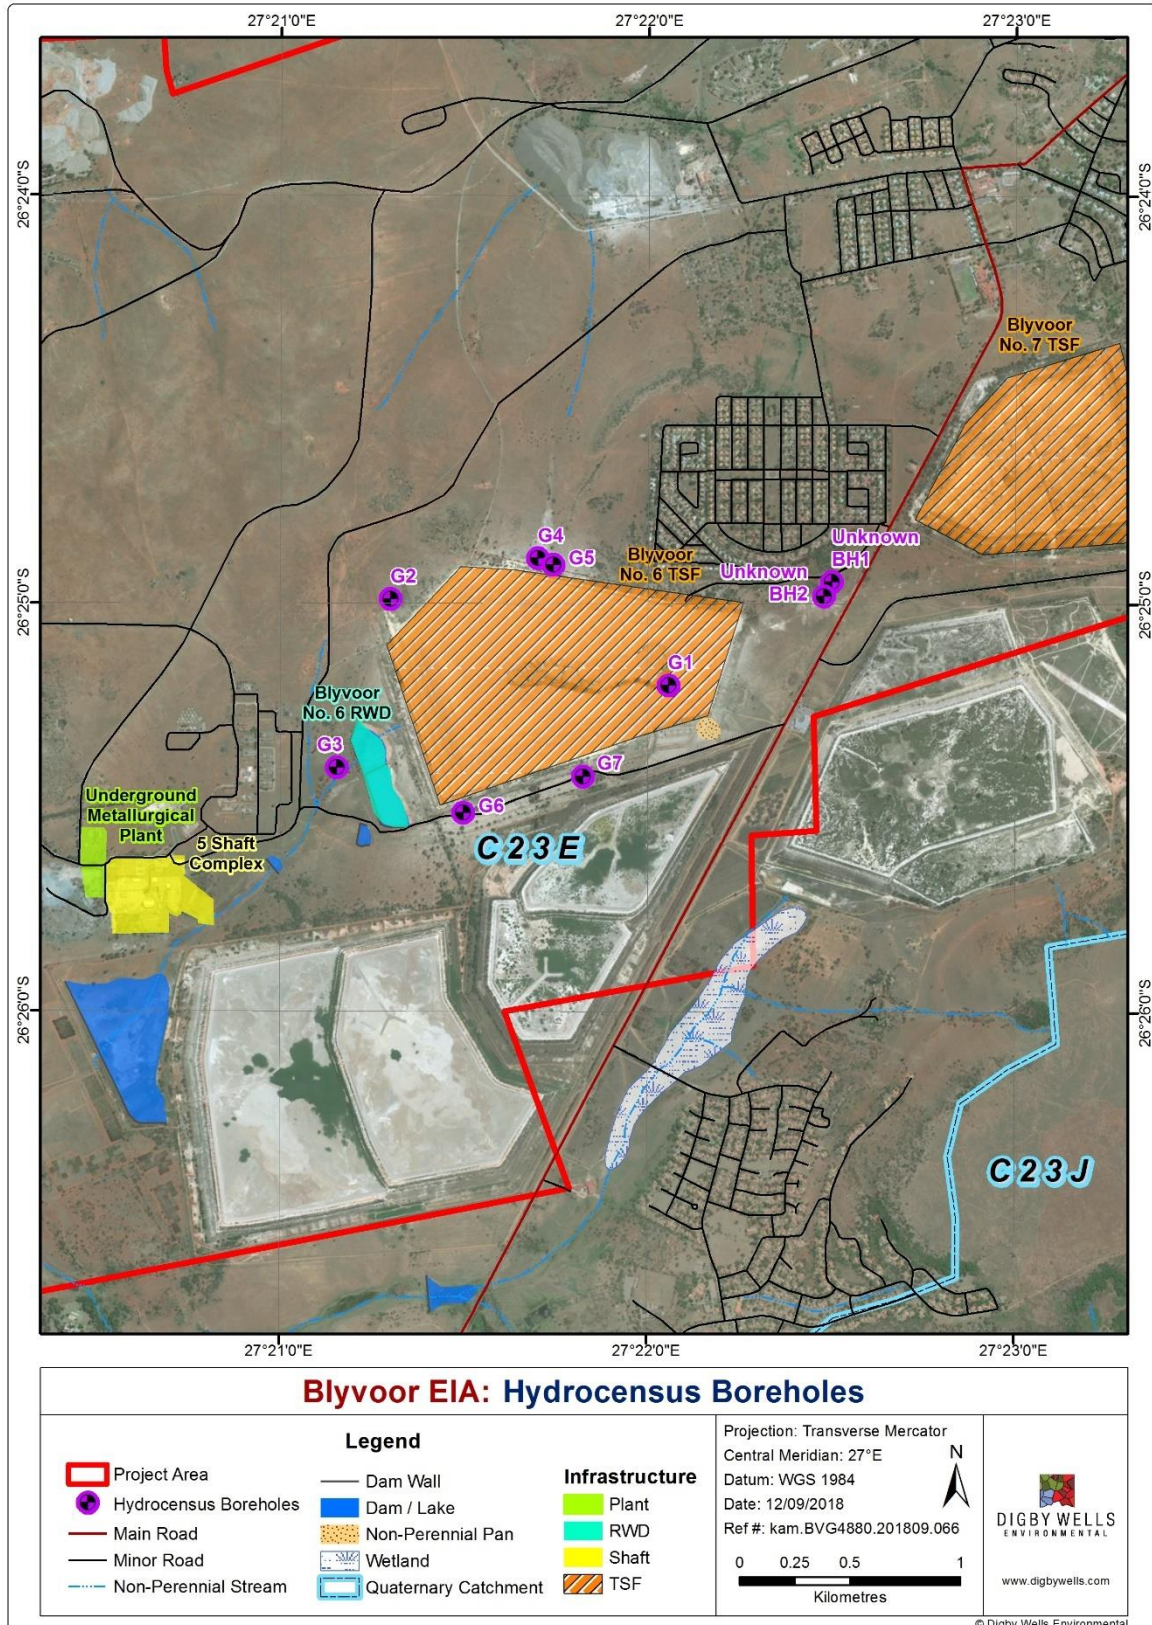 27°21'0"E 27°22'0"E 27°23'0"E
26°24'0"S 26°24'0"S
Blyvoor
No. 7 TSF
G4
G5
Unknown
BH1
Blyvoor
No. 6 TSF
Unknown
BH2
G2
26°25'0"S 26°25'0"S
G1
Blyvoor
No. 6 RWD
G3
G7
Underground
Metallurgical
Plant
G6
5 Shaft
Complex
C23E
26°26'0"S 26°26'0"S
C23J
27°21'0"E 27°22'0"E 27°23'0"E
Blyvoor EIA: Hydrocensus Boreholes
Legend
Project Area
Hydrocensus Boreholes
Main Road
Minor Road
Non-Perennial Stream
Dam Wall
Dam / Lake
Non-Perennial Pan
Wetland
Quaternary Catchment
Infrastructure
Plant
RWD
Shaft
TSF
Projection: Transverse Mercator
Central Meridian: 27°E
Datum: WGS 1984
Date: 12/09/2018
Ref #: kam.BVG4880.201809.066
N
0 0.25 0.5 1
Kilometres
DIGBY WELLS
ENVIRONMENTAL
www.digbywells.com
© Digby Wells Environmental